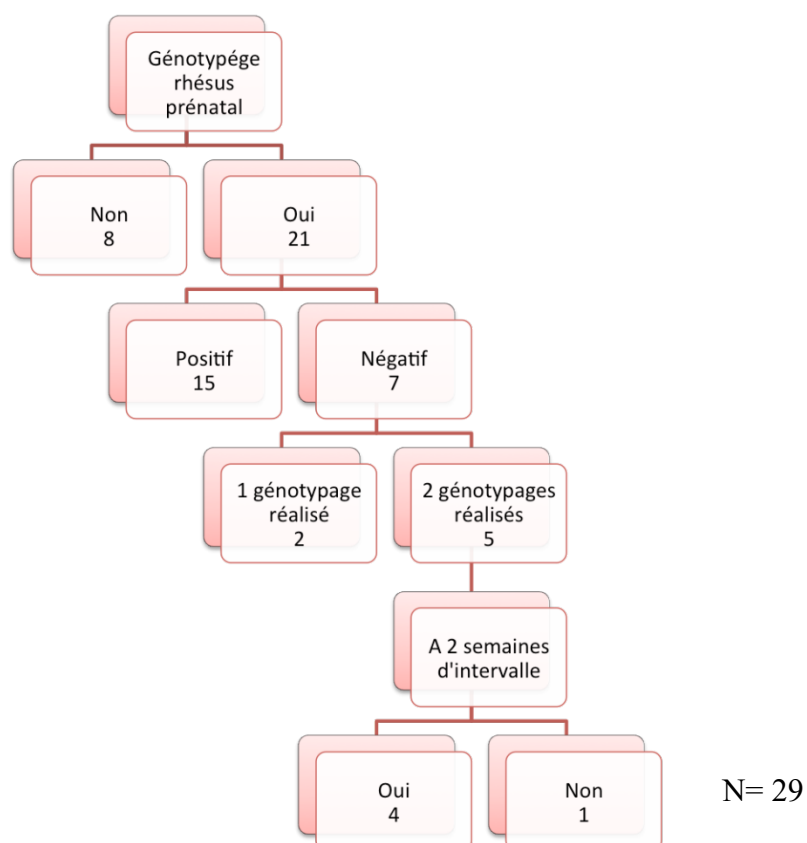 Génotypége
rhésus
prénatal
Non
8
Oui
21
Positif
15
Négatif
7
1 génotypage
réalisé
2
2 génotypages
réalisés
5
A 2 semaines
d'intervalle
Oui
4
Non
1
N= 29